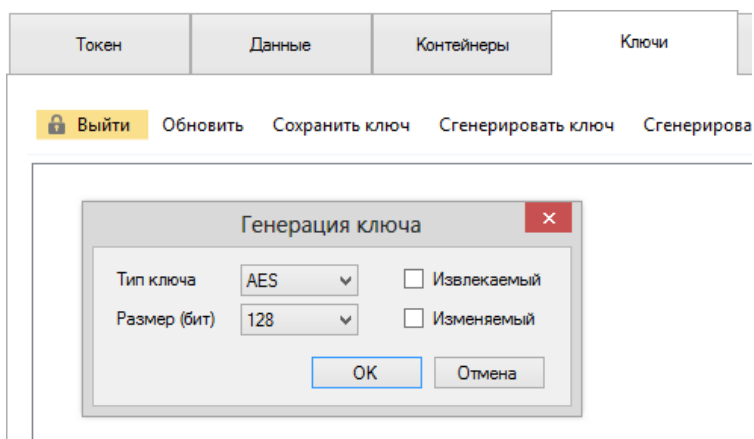 Токен Данные Контейнеры Ключи
Выйти Обновить Сохранить ключ Сгенерировать ключ Сгенерирова
Генерация ключа
Тип ключа AES Извлекаемый
Размер (бит) 128 Изменяемый
OK Отмена